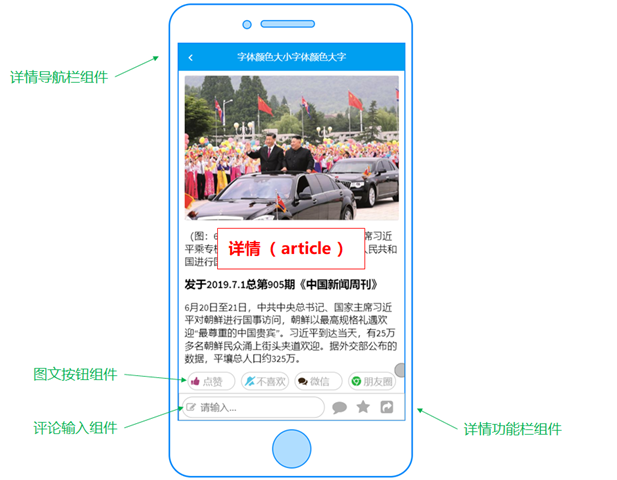 字体颜色大小字体颜色大字
详情导航栏组件
（图：6
席习近
平乘专机
人民共和
国进行国
详情（ article ）
发于2019.7.1总第905期《中国新闻周刊》
6月20日至21日，中共中央总书记、国家主席习近
平对朝鲜进行国事访问，朝鲜以最高规格礼遇欢
迎“最尊重的中国贵宾”。习近平到达当天，有25万
多名朝鲜民众涌上街头夹道欢迎。据外交部公布的
数据，平壤总人口约325万。
图文按钮组件
点赞
不喜欢
微信
朋友圈
评论输入组件
请输入...
详情功能栏组件